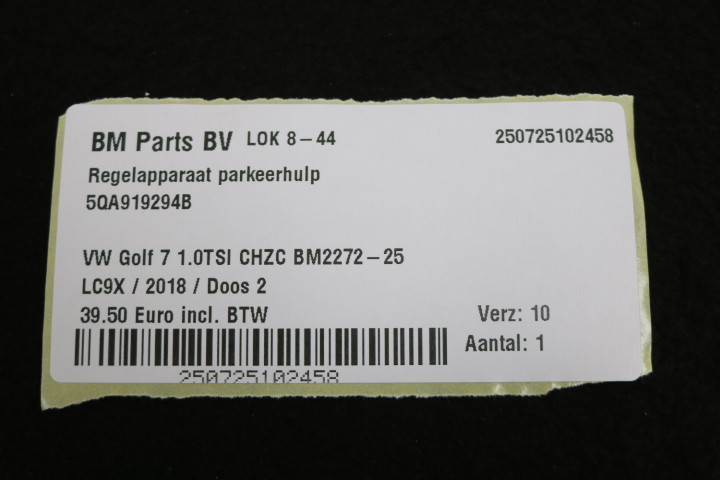 BM Parts BV LOK 8-44 250725102458
Regelapparaat parkeerhulp
5QA919294B
VW Golf 7 1.0TSI CHZC BM2272-25
LC9X / 2018 / Doos 2
39.50 Euro incl. BTW Verz: 10
Aantal: 1
250725102458